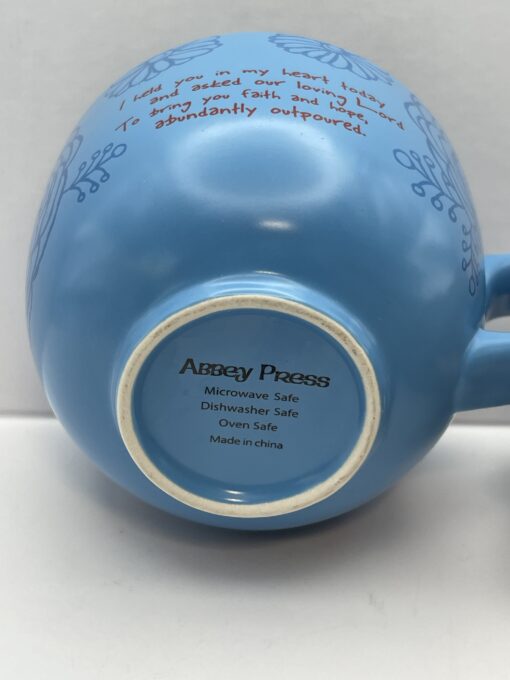 I held you in my heart today
and asked our loving Lord
To bring you faith and hope,
abundantly outpoured.
ABBEY PRESS
Microwave Safe
Dishwasher Safe
Oven Safe
Made in china